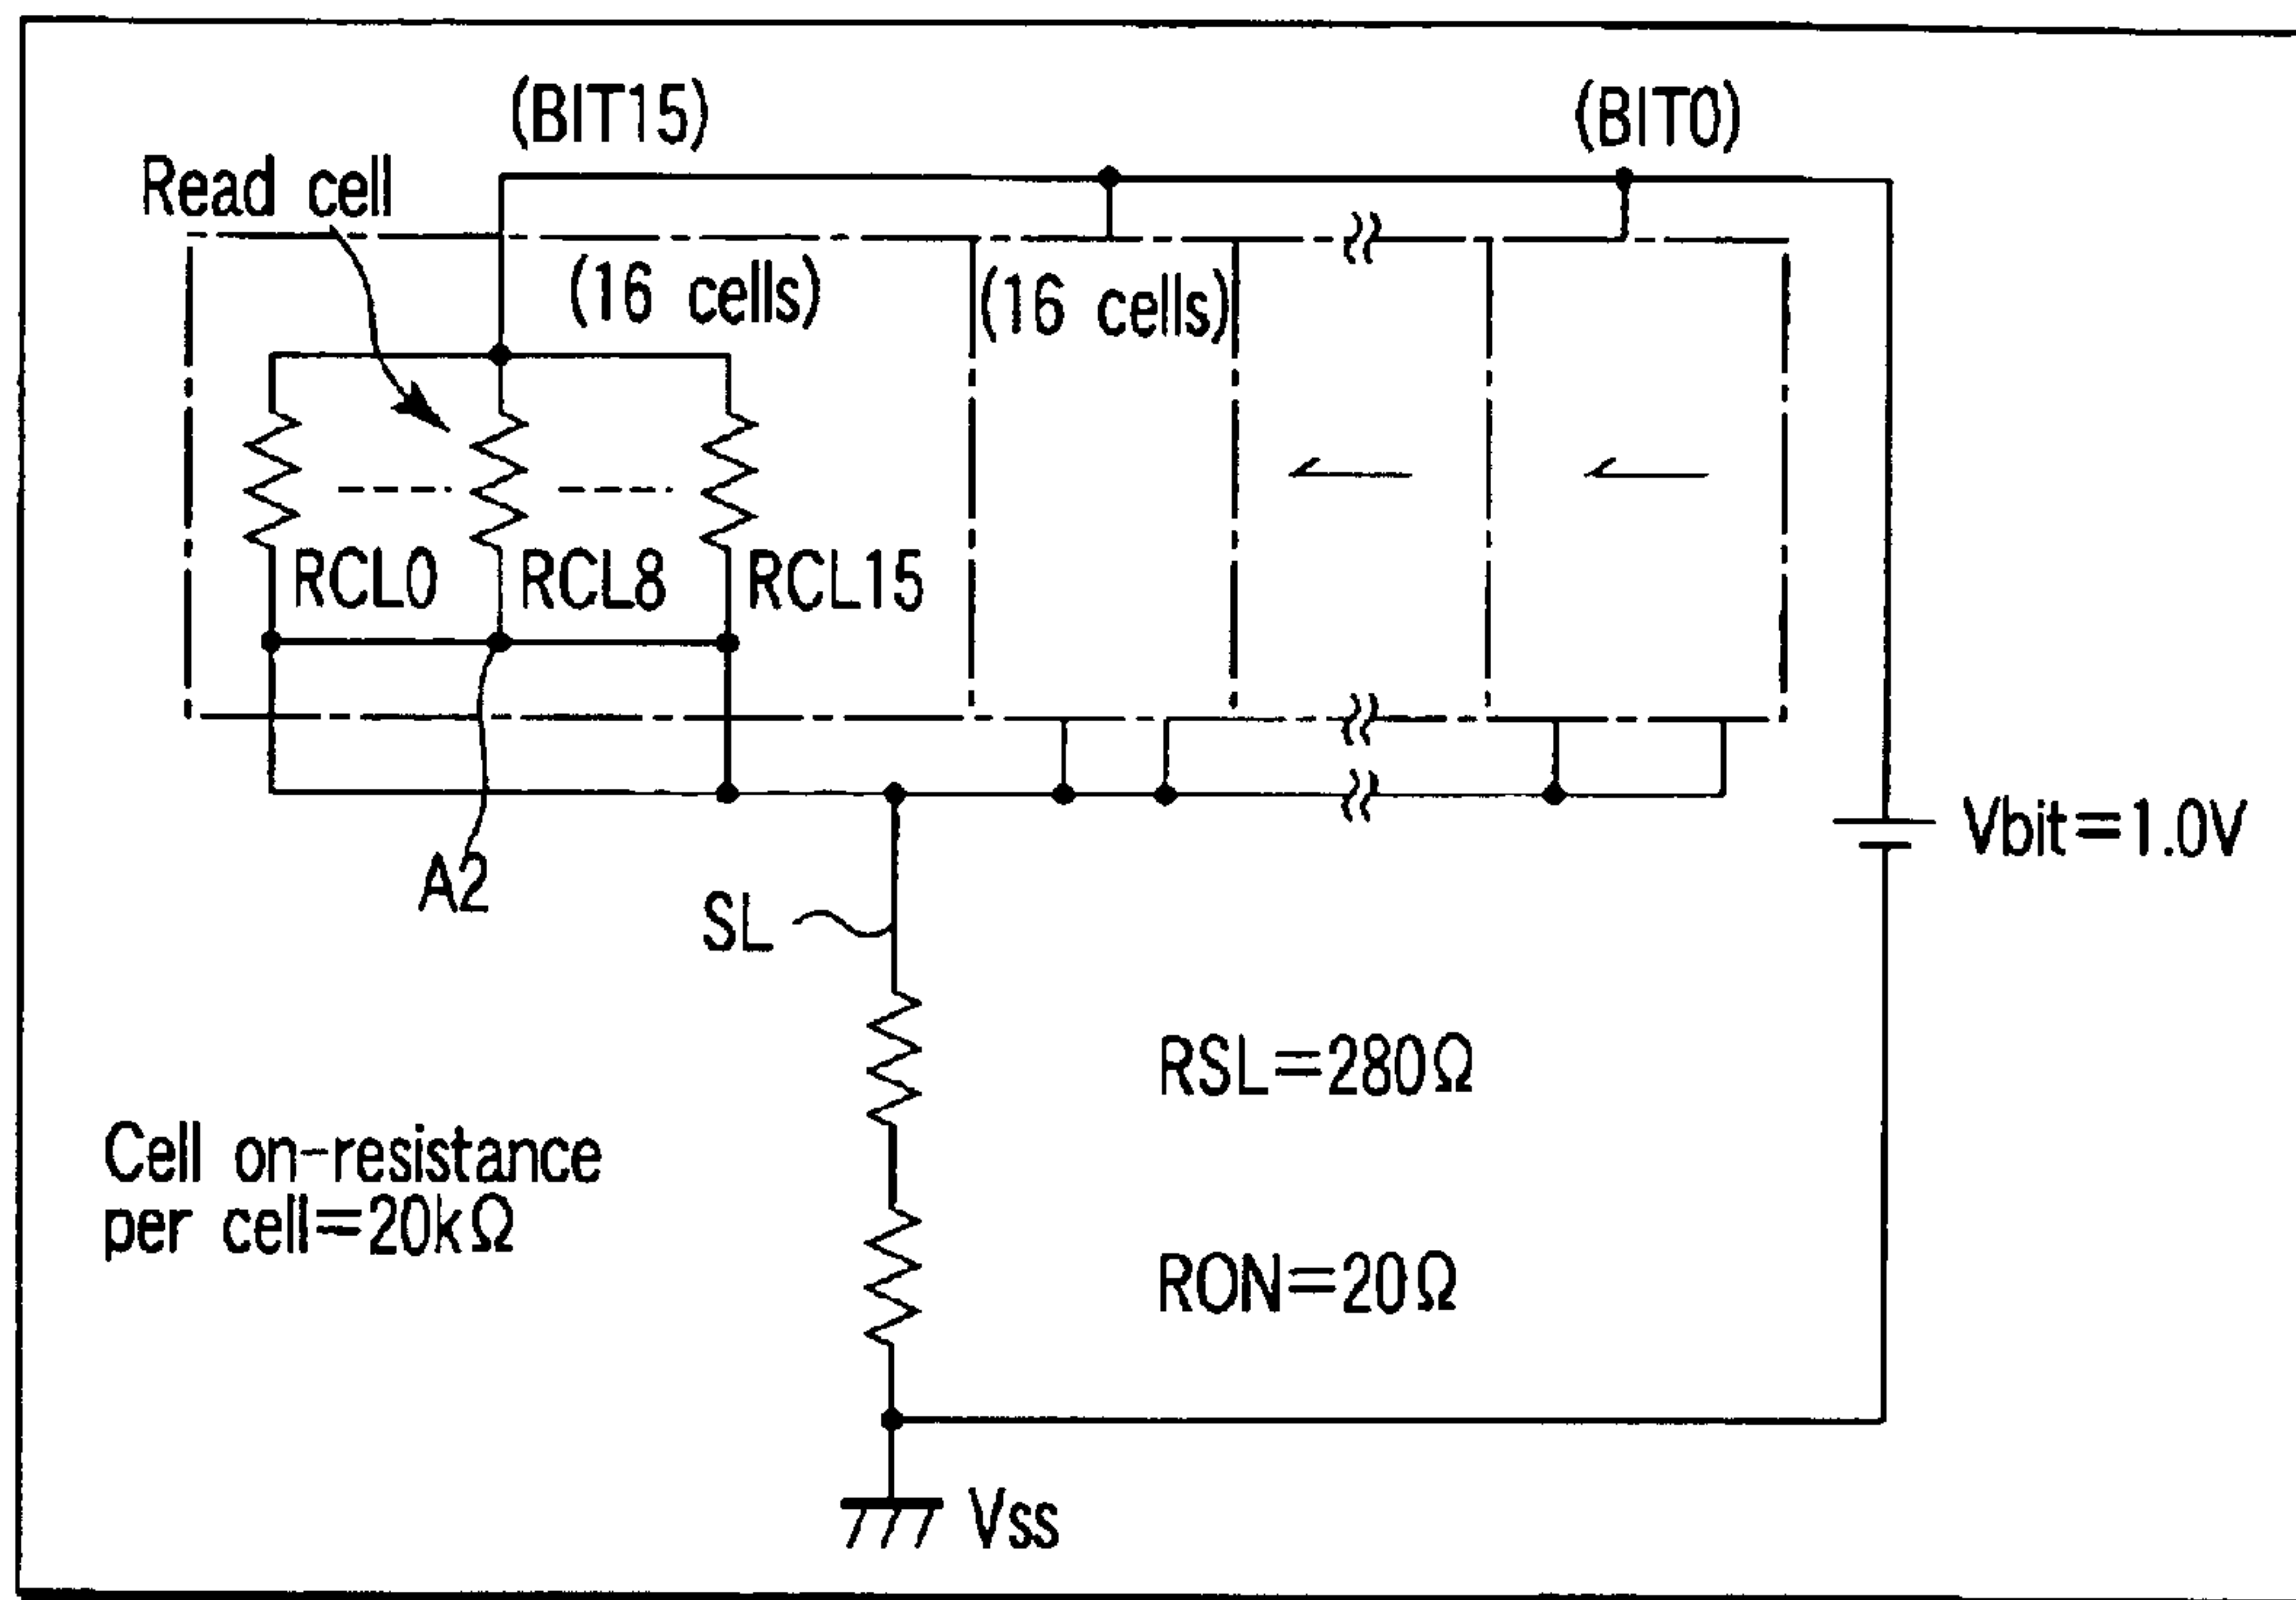 (BIT15)
(BIT0)
Read cell
(16 cells)
(16 cells)
RCL0
RCL8
RCL15
A2
Vbit=1.0V
SL
RSL=280Ω
Cell on-resistance
per cell=20kΩ
RON=20Ω
Vss